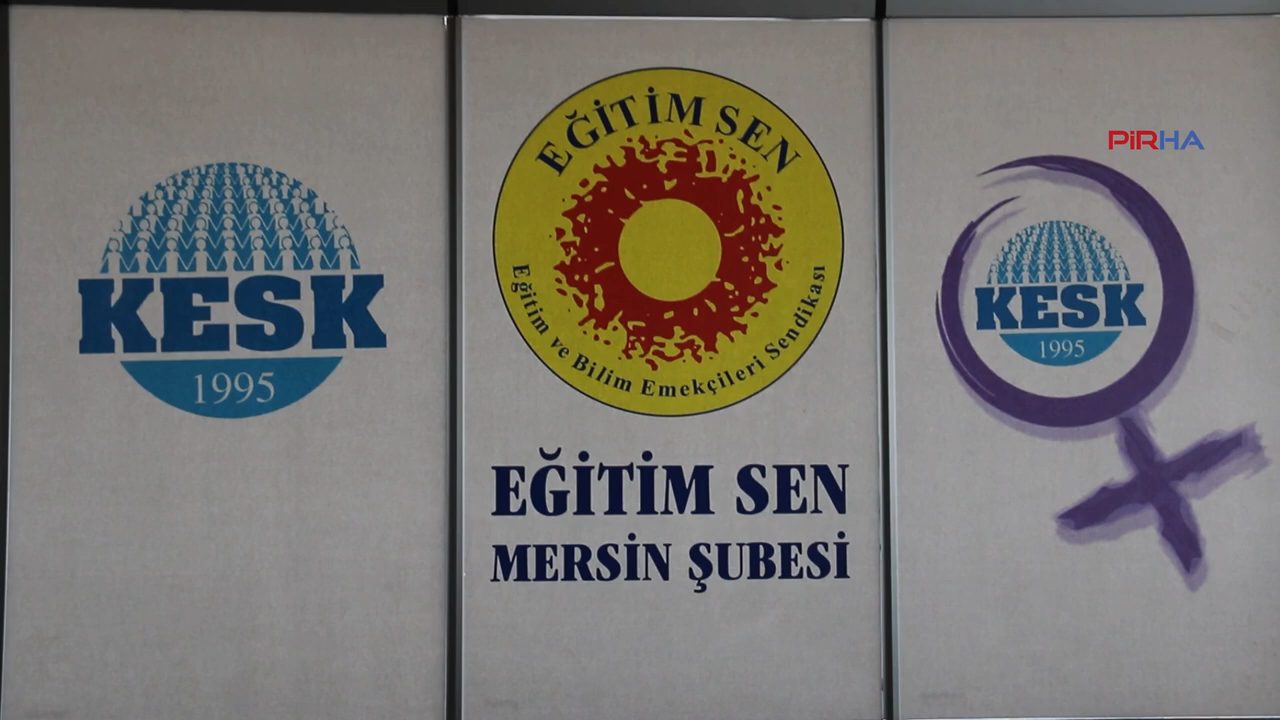 KESK
1995
EĞİTİM SEN
Eğitim ve Bilim Emekçileri Sendikası
EĞİTİM SEN
MERSİN ŞUBESİ
PİRHA
KESK
1995